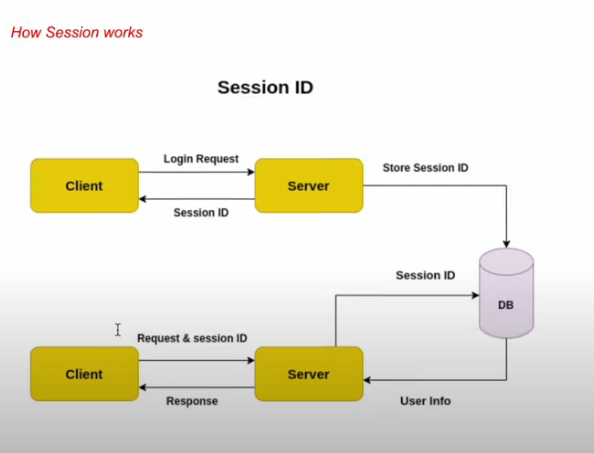 How Session works
Session ID
Login Request
Client
Server
Store Session ID
Session ID
Session ID
DB
Request & session ID
Client
Server
Response
User Info